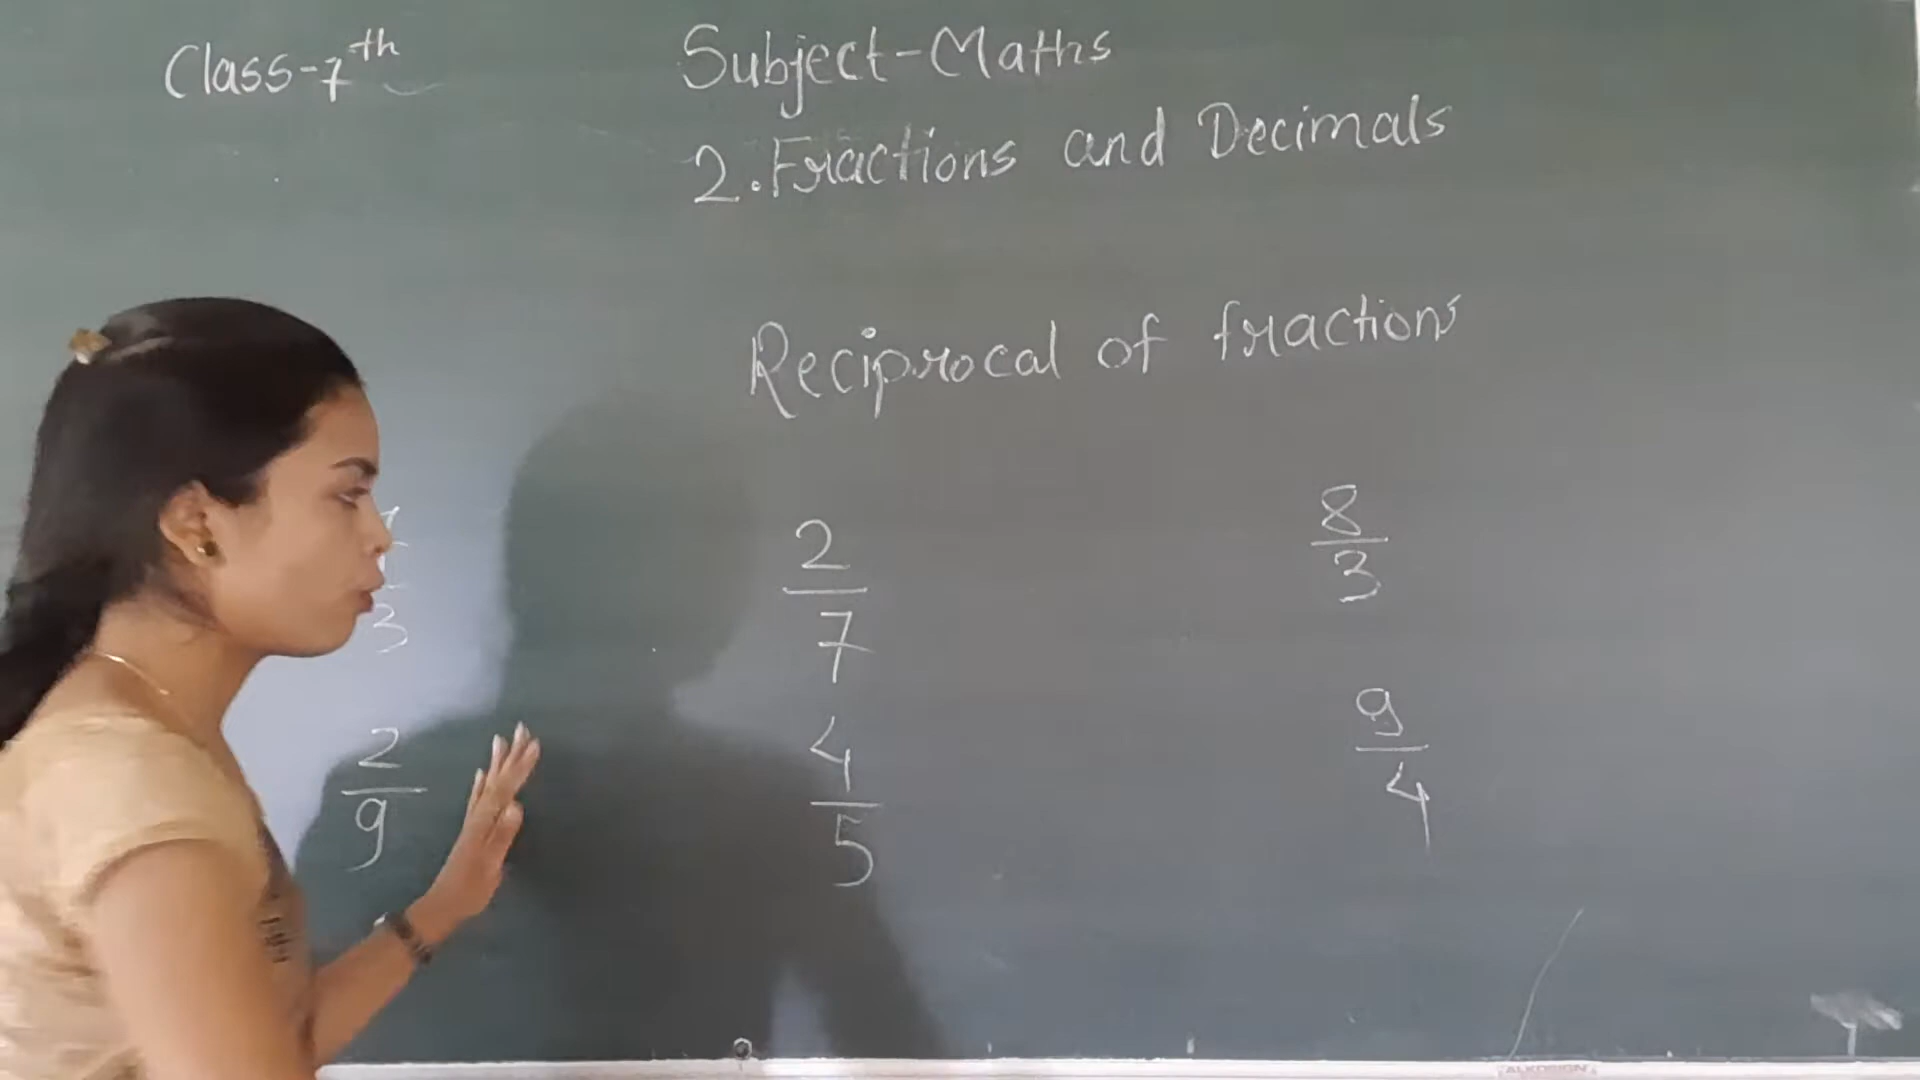 Class-7th
Subject-Maths
2. Fractions and Decimals
Reciprocal of fractions
3
2/7
8/3
2/9
4/5
9/4